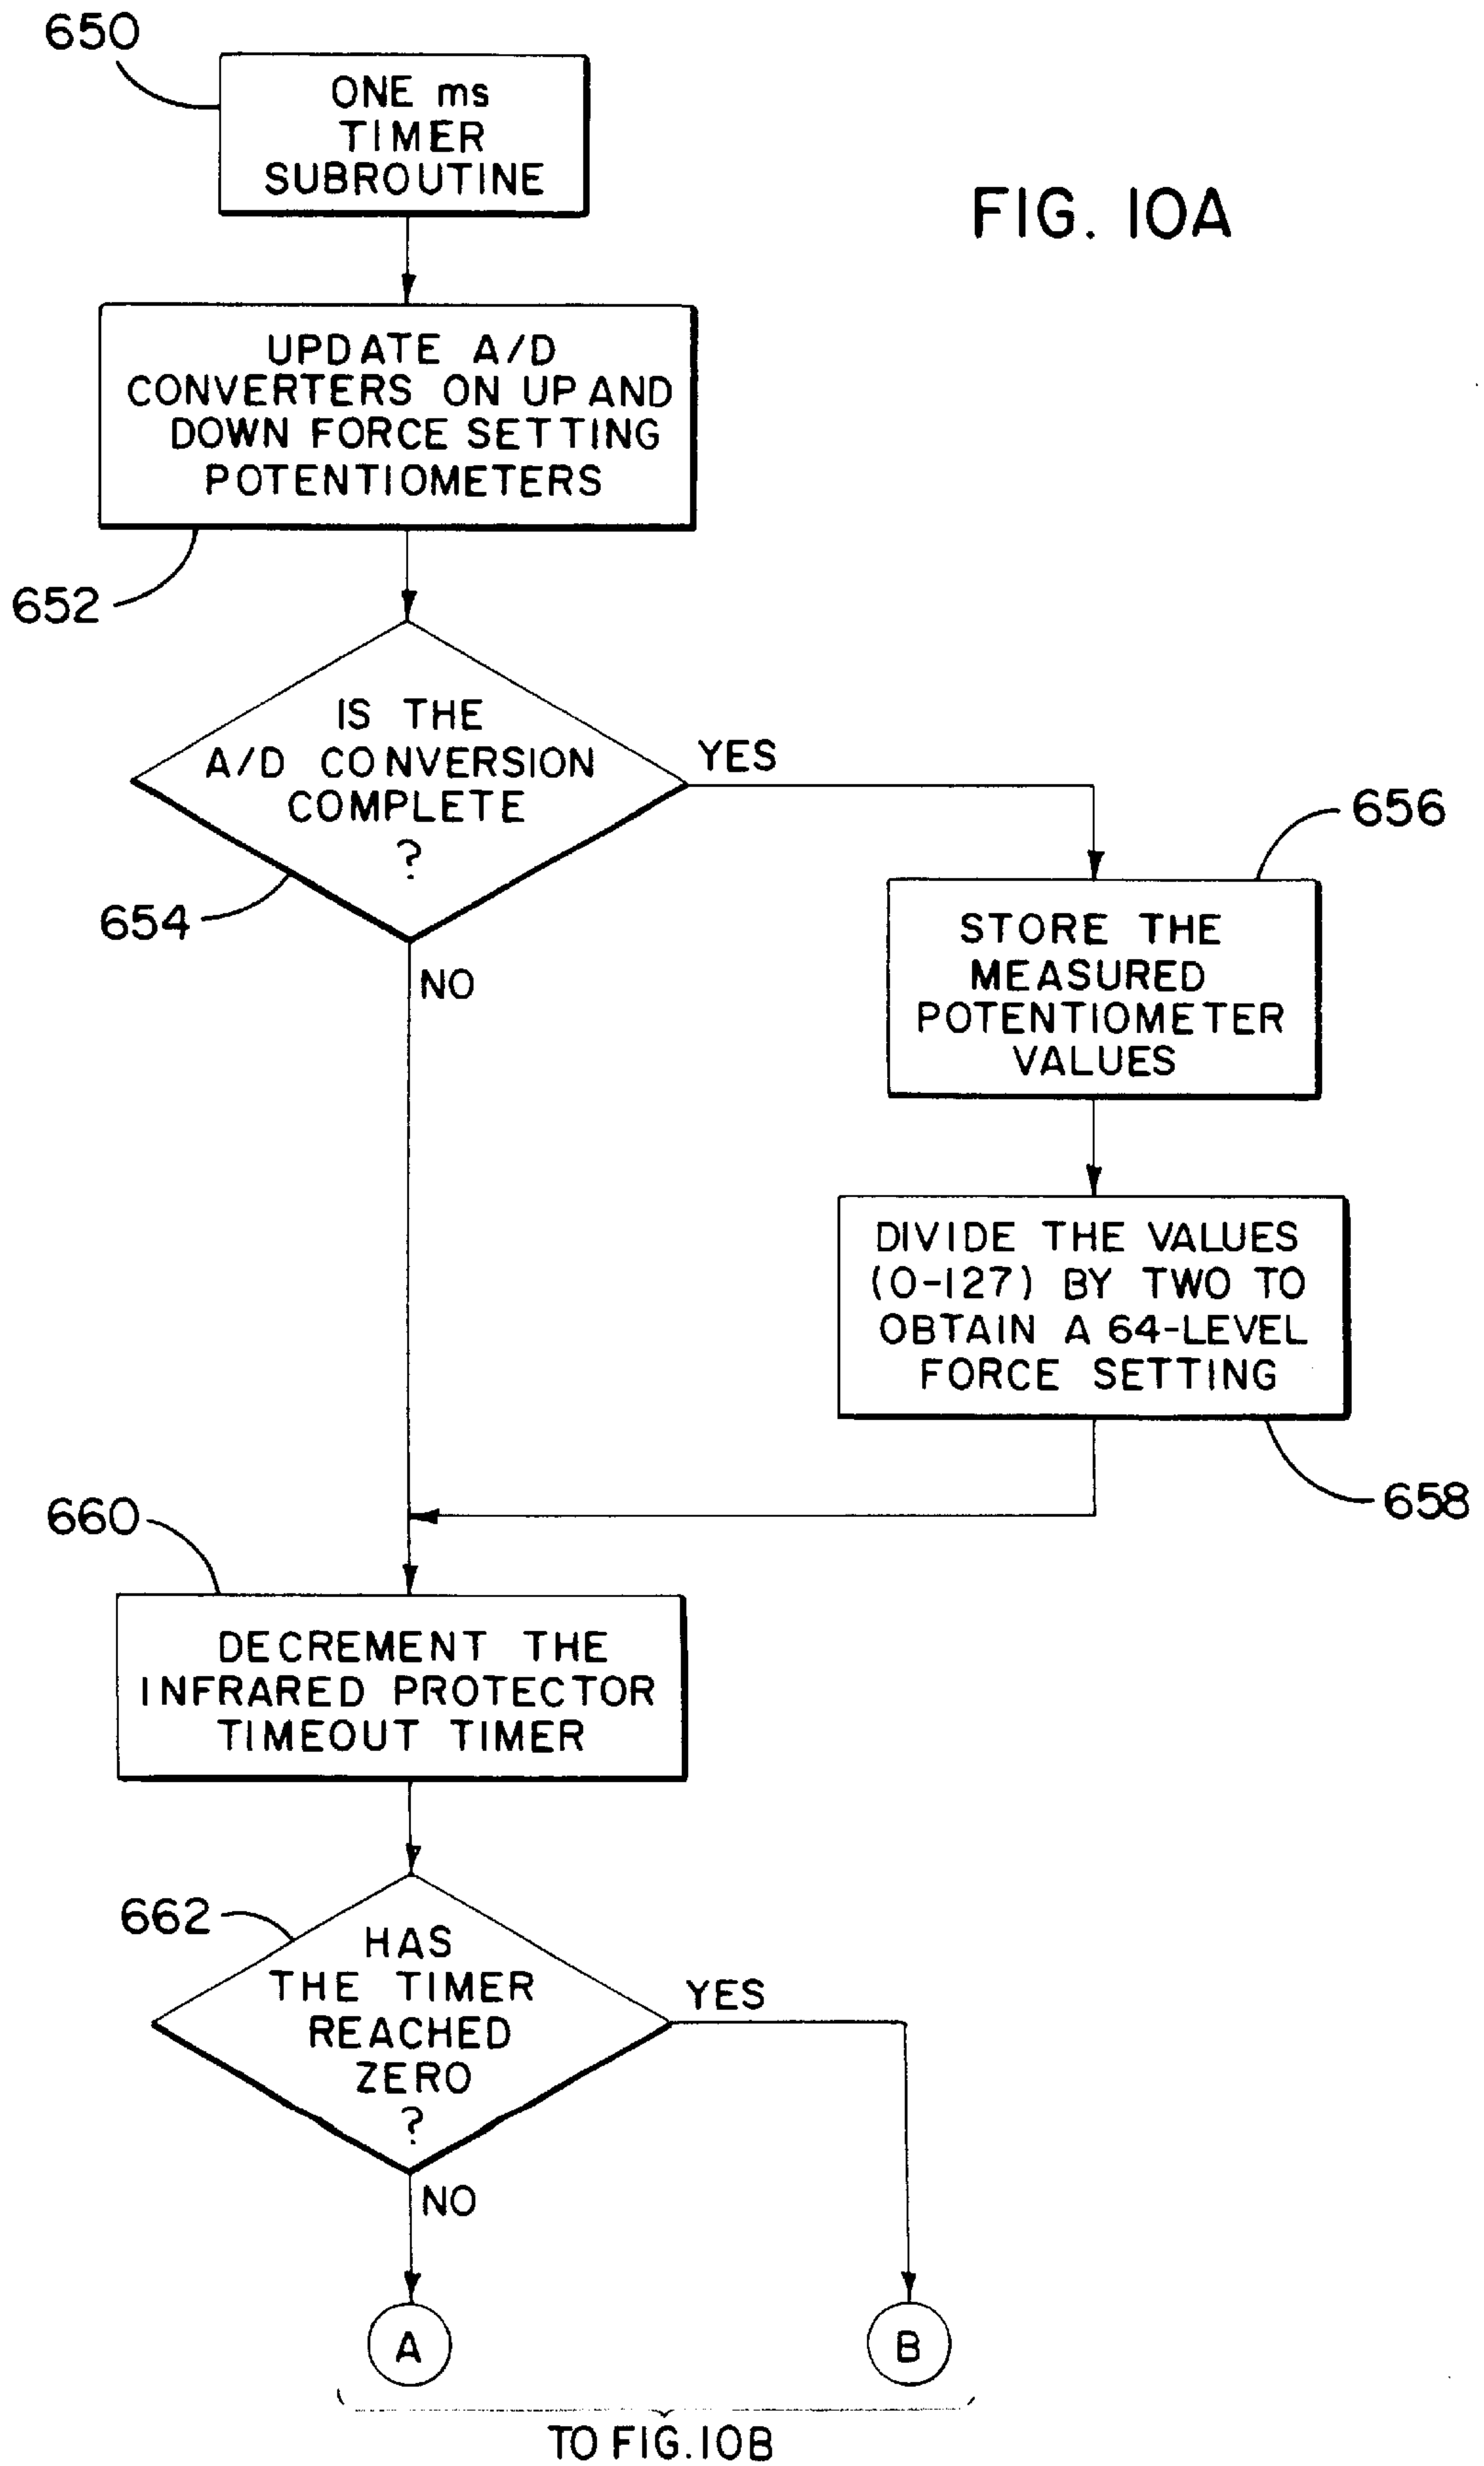 650
ONE ms
TIMER
SUBROUTINE
FIG. 10A
UPDATE A/D
CONVERTERS ON UP AND
DOWN FORCE SETTING
POTENTIOMETERS
652
IS THE
A/D CONVERSION
COMPLETE
?
YES
654
NO
656
STORE THE
MEASURED
POTENTIOMETER
VALUES
DIVIDE THE VALUES
(0-127) BY TWO TO
OBTAIN A 64-LEVEL
FORCE SETTING
658
660
DECREMENT THE
INFRARED PROTECTOR
TIMEOUT TIMER
662
HAS
THE TIMER
REACHED
ZERO
?
YES
NO
A
B
TO FIG. 10B